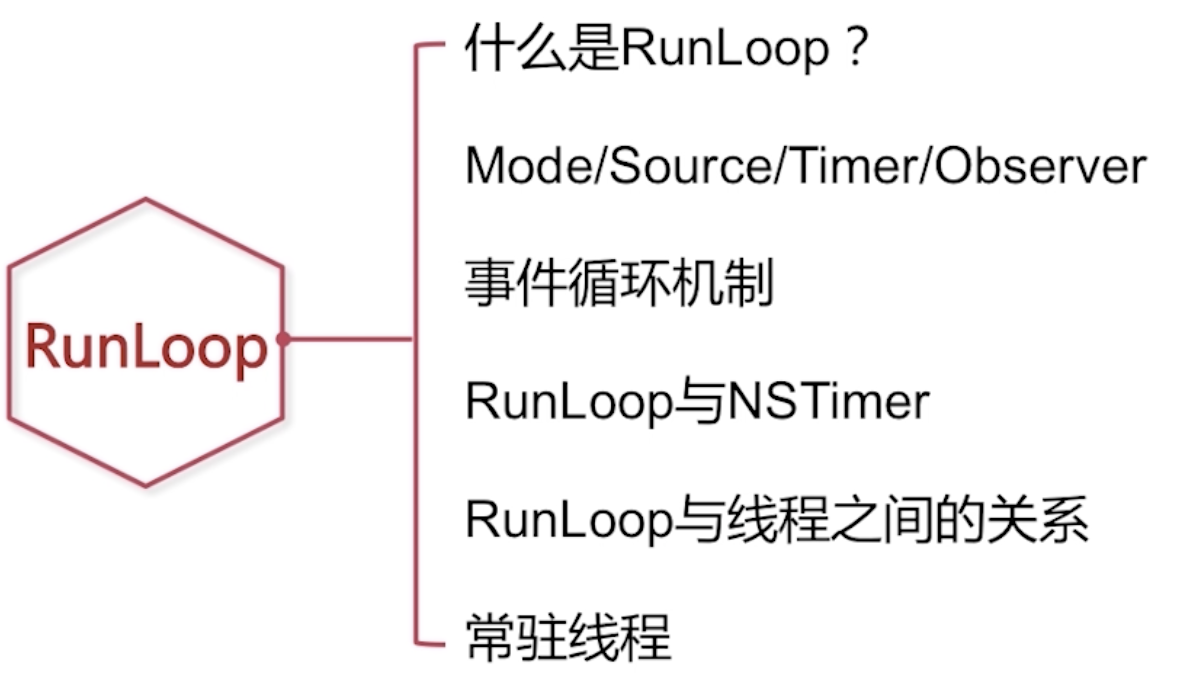 什么是RunLoop？
Mode/Source/Timer/Observer
事件循环机制
RunLoop
RunLoop与NSTimer
RunLoop与线程之间的关系
常驻线程